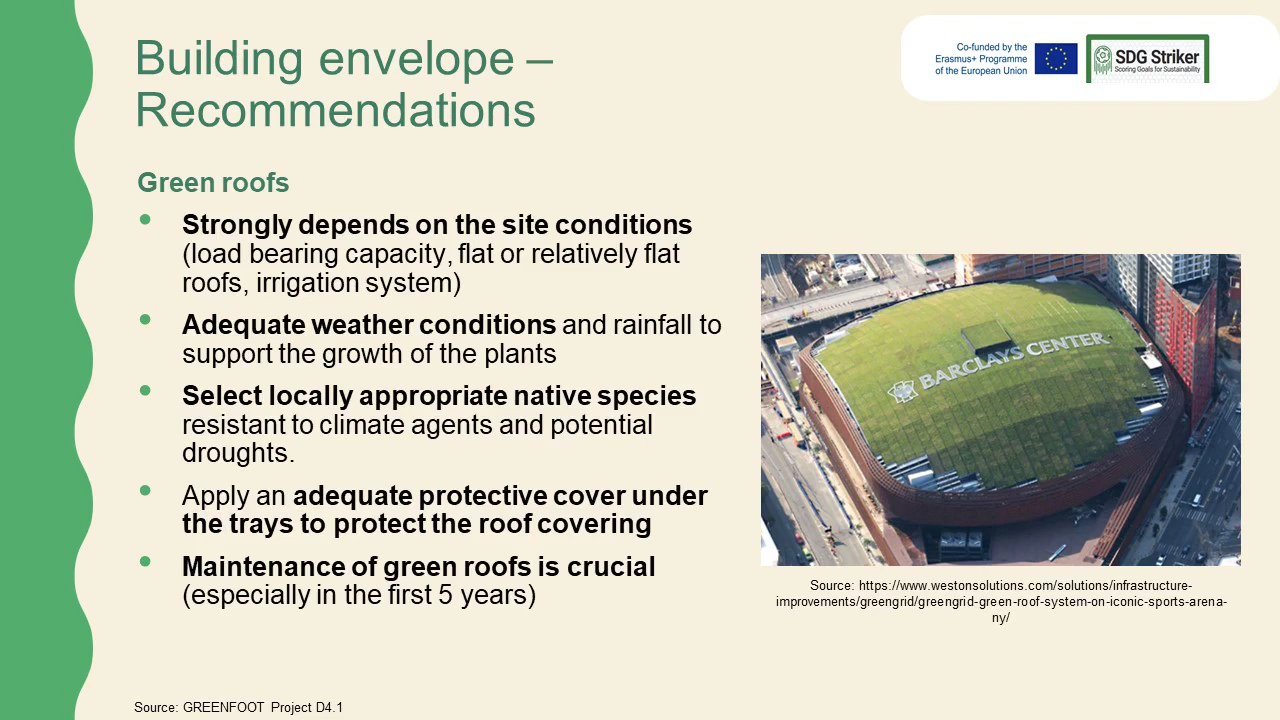 Building envelope –
Recommendations
Co-funded by the
Erasmus+ Programme
of the European Union
SDG Striker
Scoring Goals for Sustainability
Green roofs
• Strongly depends on the site conditions
(load bearing capacity, flat or relatively flat
roofs, irrigation system)
• Adequate weather conditions and rainfall to
support the growth of the plants
• Select locally appropriate native species
resistant to climate agents and potential
droughts.
• Apply an adequate protective cover under
the trays to protect the roof covering
• Maintenance of green roofs is crucial
(especially in the first 5 years)
BARCLAYS CENTER
Source: https://www.westonsolutions.com/solutions/infrastructure-
improvements/greengrid/greengrid-green-roof-system-on-iconic-sports-arena-
ny/
Source: GREENFOOT Project D4.1